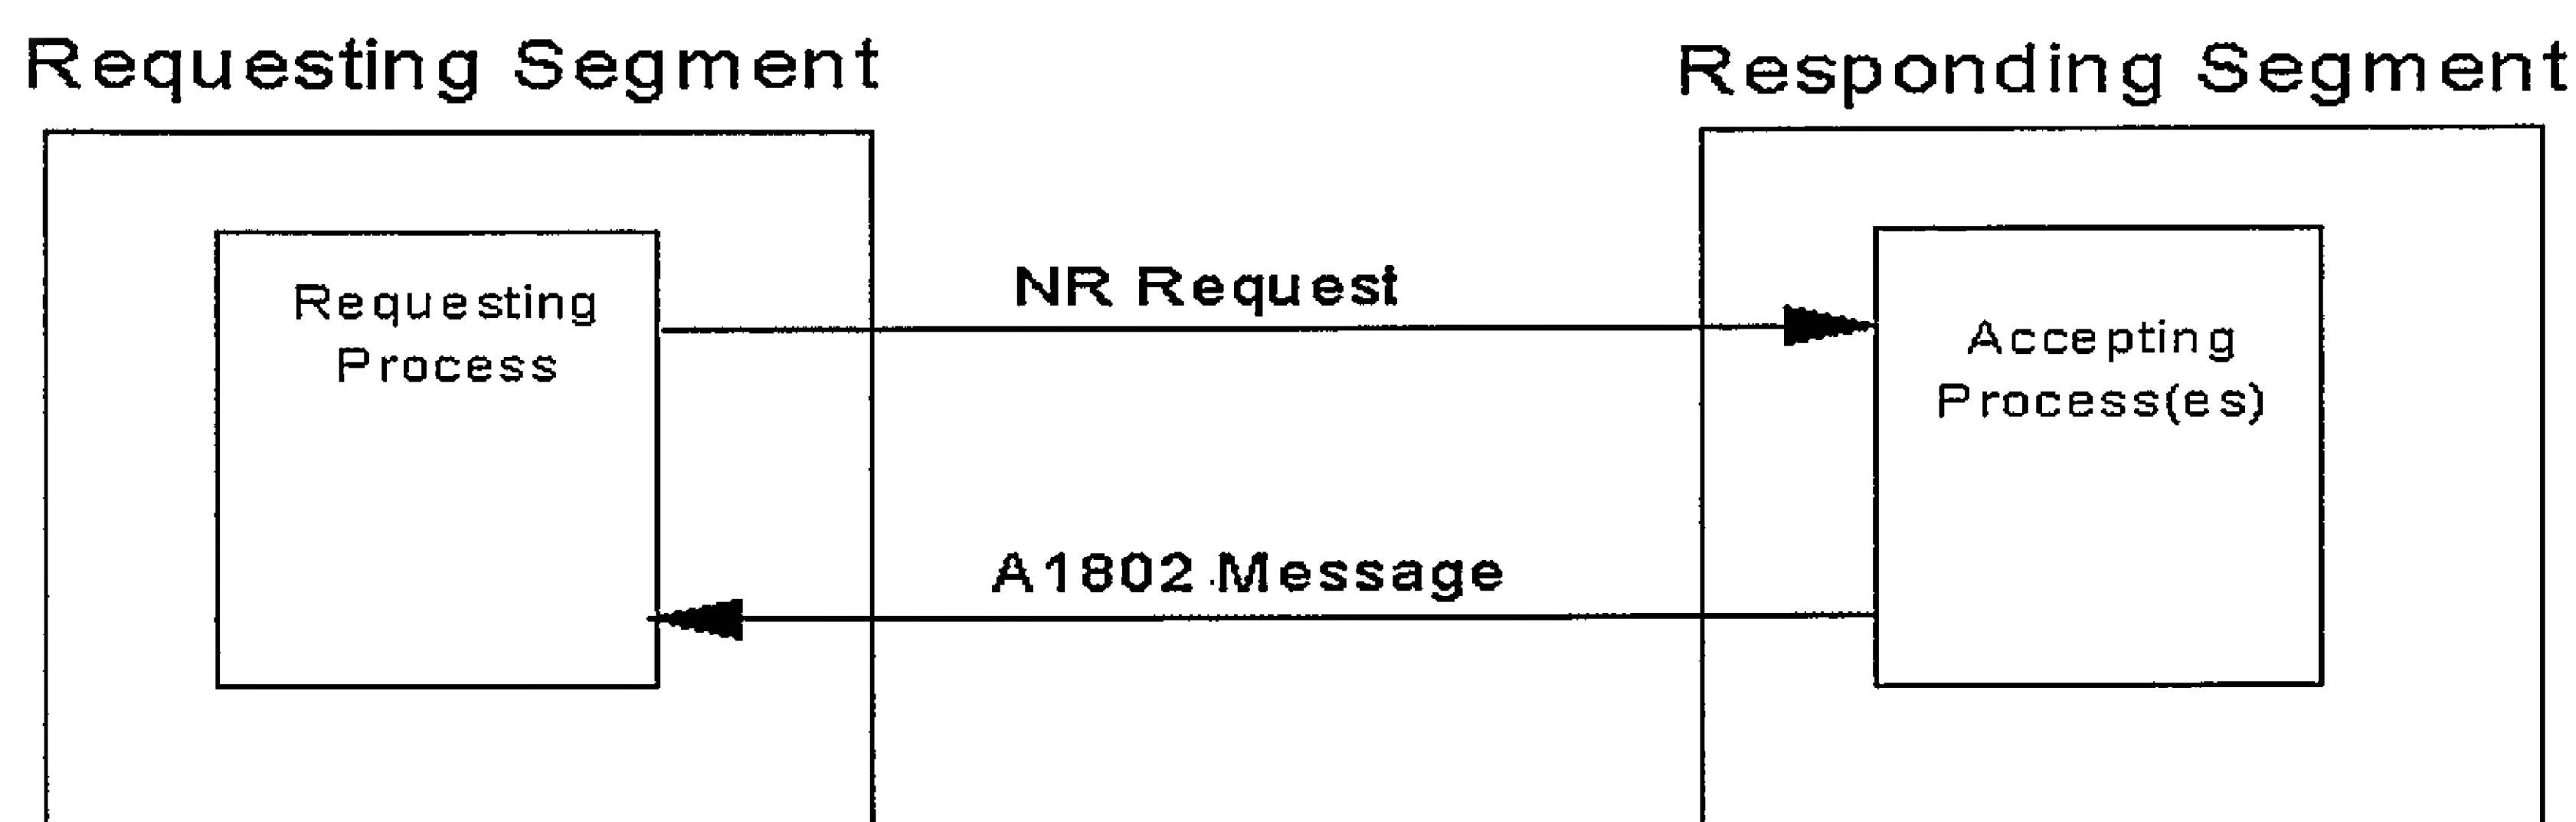 Requesting Segment
Responding Segment
Requesting
Process
NR Request
Accepting
Process(es)
A1802 Message